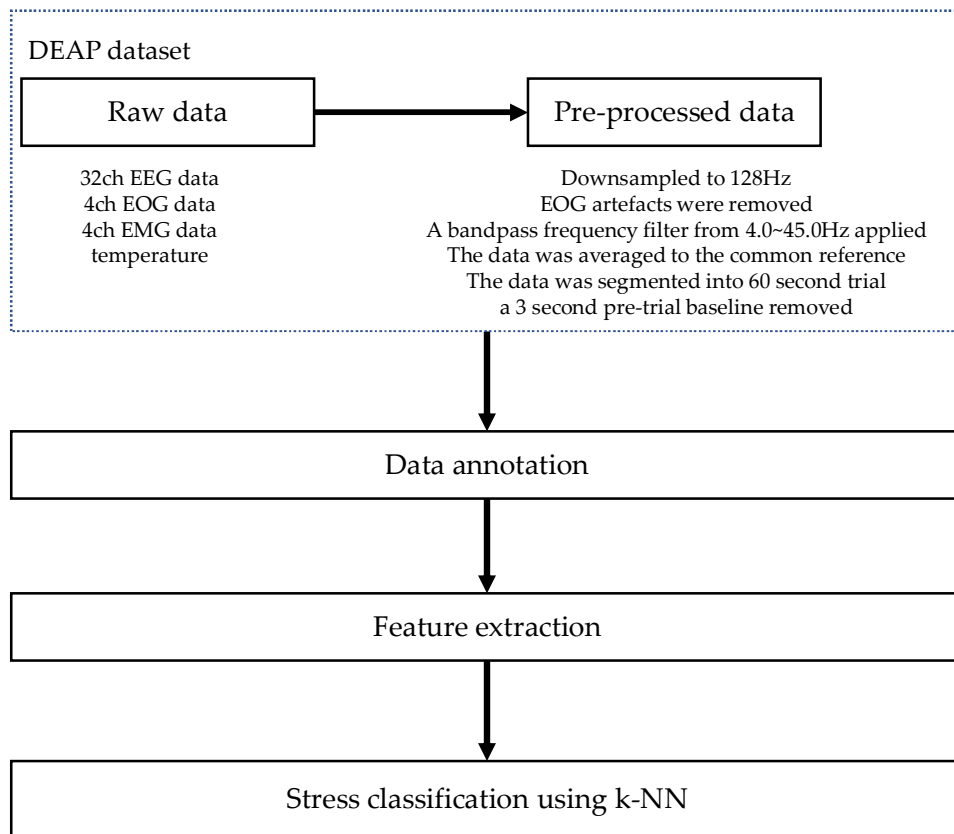 DEAP dataset
Raw data
Pre-processed data
32ch EEG data
4ch EOG data
4ch EMG data
temperature
Downsampled to 128Hz
EOG artefacts were removed
A bandpass frequency filter from 4.0~45.0Hz applied
The data was averaged to the common reference
The data was segmented into 60 second trial
a 3 second pre-trial baseline removed
Data annotation
Feature extraction
Stress classification using k-NN